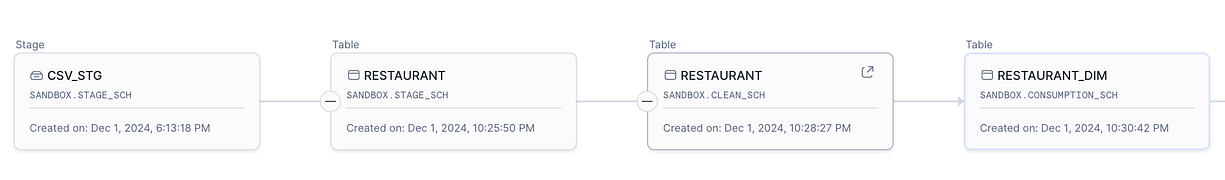 Stage
CSV_STG
SANDBOX.STAGE_SCH
Created on: Dec 1, 2024, 6:13:18 PM
Table
RESTAURANT
SANDBOX.STAGE_SCH
Created on: Dec 1, 2024, 10:25:50 PM
Table
RESTAURANT
SANDBOX.CLEAN_SCH
Created on: Dec 1, 2024, 10:28:27 PM
Table
RESTAURANT_DIM
SANDBOX.CONSUMPTION_SCH
Created on: Dec 1, 2024, 10:30:42 PM